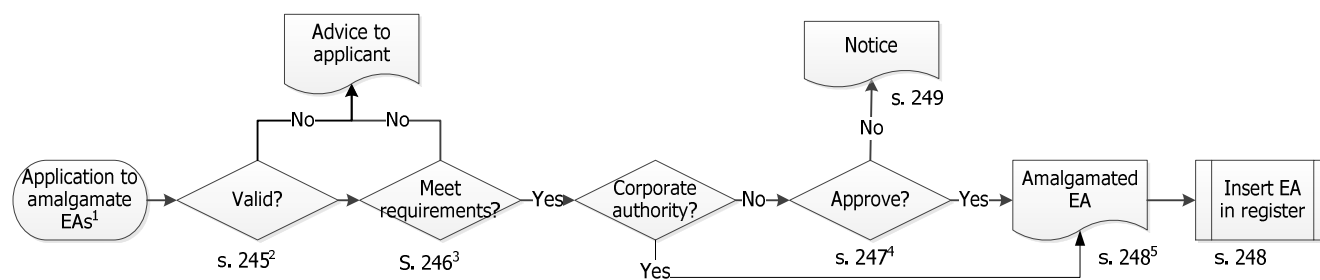 Advice to
applicant
Notice
s. 249
No
No
No
Application to
amalgamate
EAs¹
Valid?
Meet
requirements?
Yes
Corporate
authority?
No
Approve?
Yes
Amalgamated
EA
Insert EA
in register
s. 245²
S. 246³
Yes
s. 247⁴
s. 248⁵
s. 248